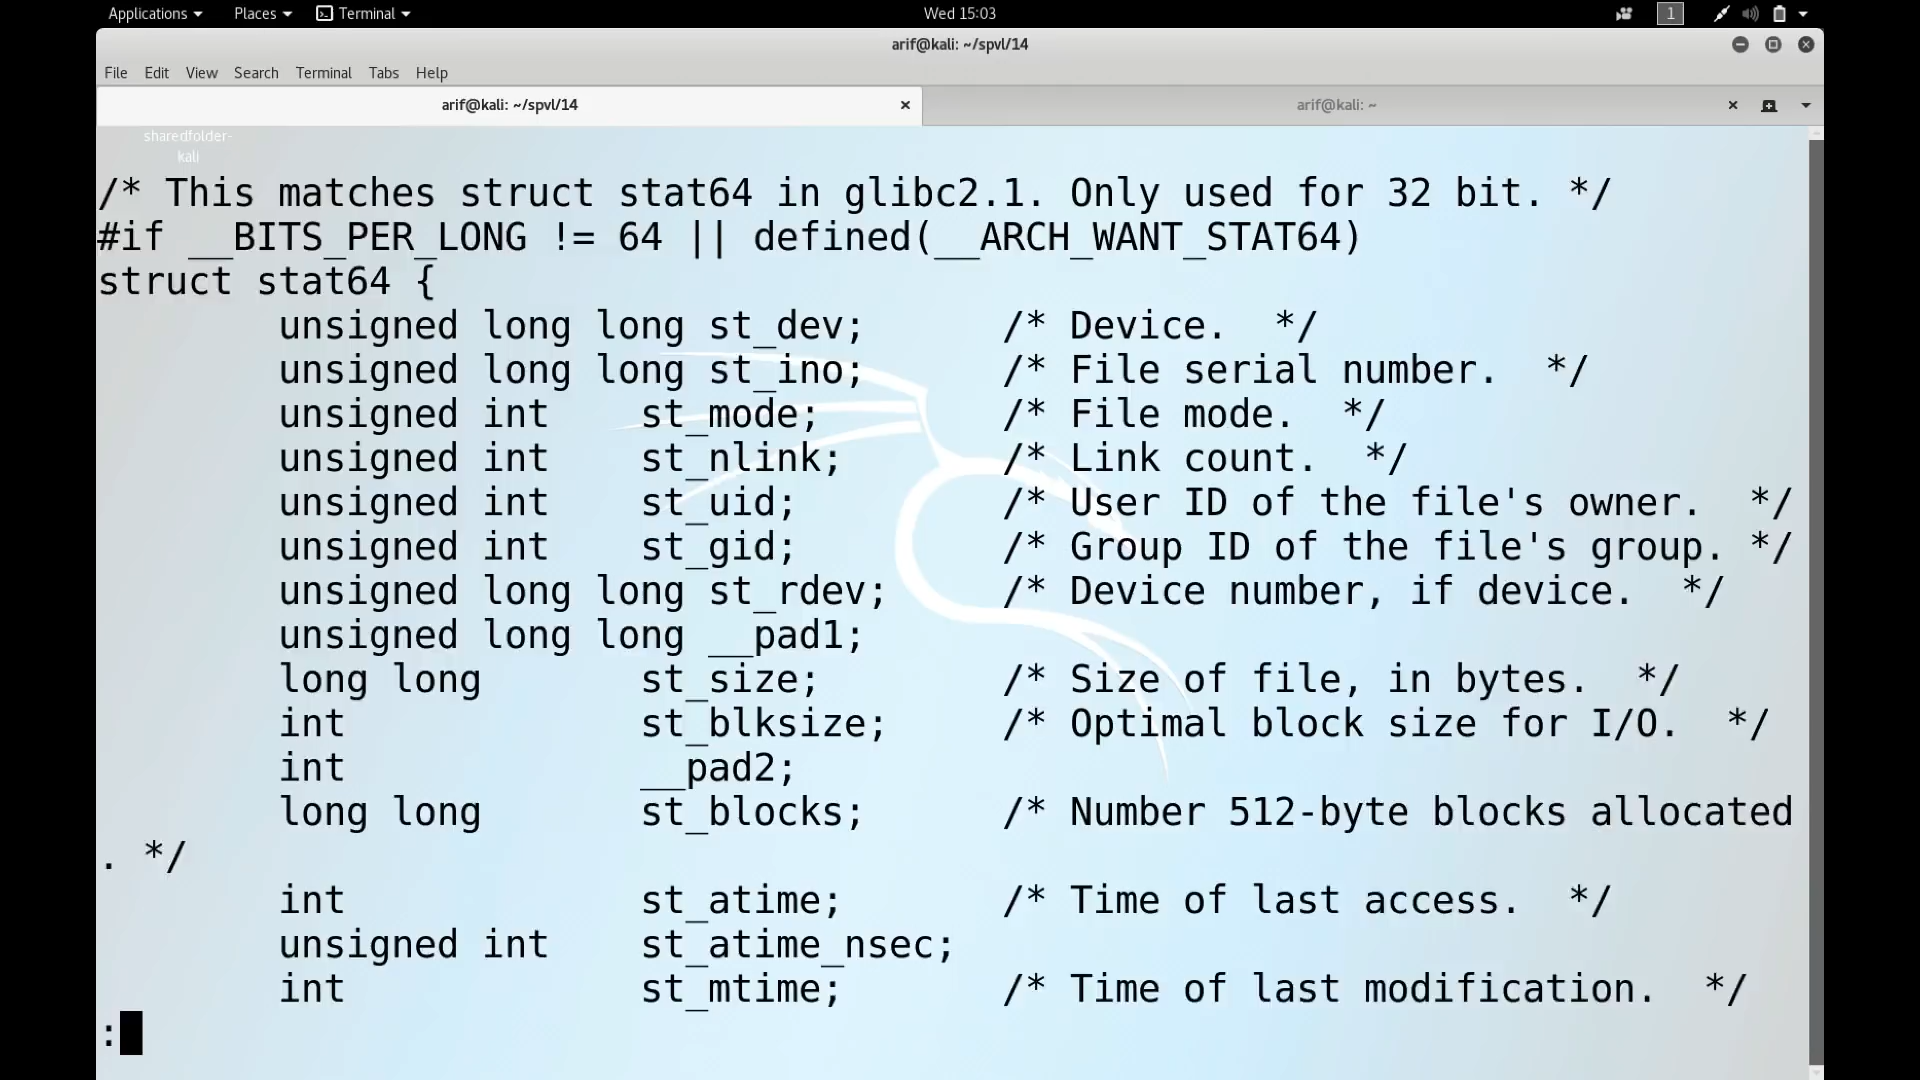 Applications Places Terminal Wed 15:03 1
arif@kali: ~/spvl/14
File Edit View Search Terminal Tabs Help
arif@kali: ~/spvl/14 arif@kali: ~
sharedfolder-
kali
/* This matches struct stat64 in glibc2.1. Only used for 32 bit. */
#if __BITS_PER_LONG != 64 || defined(__ARCH_WANT_STAT64)
struct stat64 {
unsigned long long st_dev; /* Device. */
unsigned long long st_ino; /* File serial number. */
unsigned int st_mode; /* File mode. */
unsigned int st_nlink; /* Link count. */
unsigned int st_uid; /* User ID of the file's owner. */
unsigned int st_gid; /* Group ID of the file's group. */
unsigned long long st_rdev; /* Device number, if device. */
unsigned long long __pad1;
long long st_size; /* Size of file, in bytes. */
int st_blksize; /* Optimal block size for I/O. */
int __pad2;
long long st_blocks; /* Number 512-byte blocks allocated
. */
int st_atime; /* Time of last access. */
unsigned int st_atime_nsec;
int st_mtime; /* Time of last modification. */
: